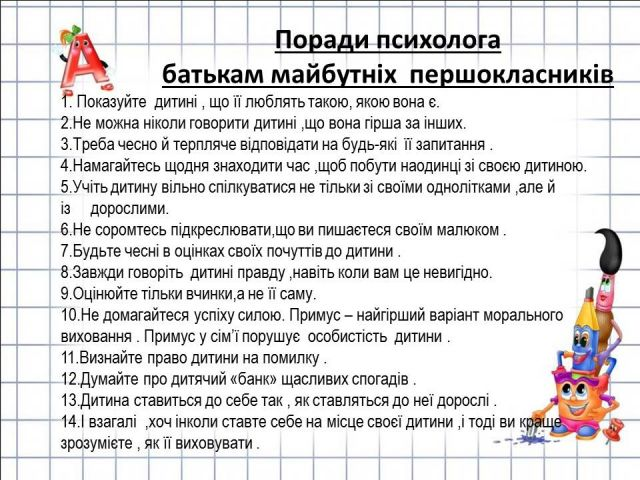 Поради психолога
батькам майбутніх першокласників
1. Показуйте дитині , що її люблять такою, якою вона є.
2.Не можна ніколи говорити дитині ,що вона гірша за інших.
3.Треба чесно й терпляче відповідати на будь-які її запитання .
4.Намагайтесь щодня знаходити час ,щоб побути наодинці зі своєю дитиною.
5.Учіть дитину вільно спілкуватися не тільки зі своїми однолітками ,але й
із дорослими.
6.Не соромтесь підкреслювати,що ви пишаєтеся своїм малюком .
7.Будьте чесні в оцінках своїх почуттів до дитини .
8.Завжди говоріть дитині правду ,навіть коли вам це невигідно.
9.Оцінюйте тільки вчинки,а не її саму.
10.Не домагайтеся успіху силою. Примус – найгірший варіант морального
виховання . Примус у сім’ї порушує особистість дитини .
11.Визнайте право дитини на помилку .
12.Думайте про дитячий «банк» щасливих спогадів .
13.Дитина ставиться до себе так , як ставляться до неї дорослі .
14.І взагалі ,хоч інколи ставте себе на місце своєї дитини ,і тоді ви краще
зрозумієте , як її виховувати .